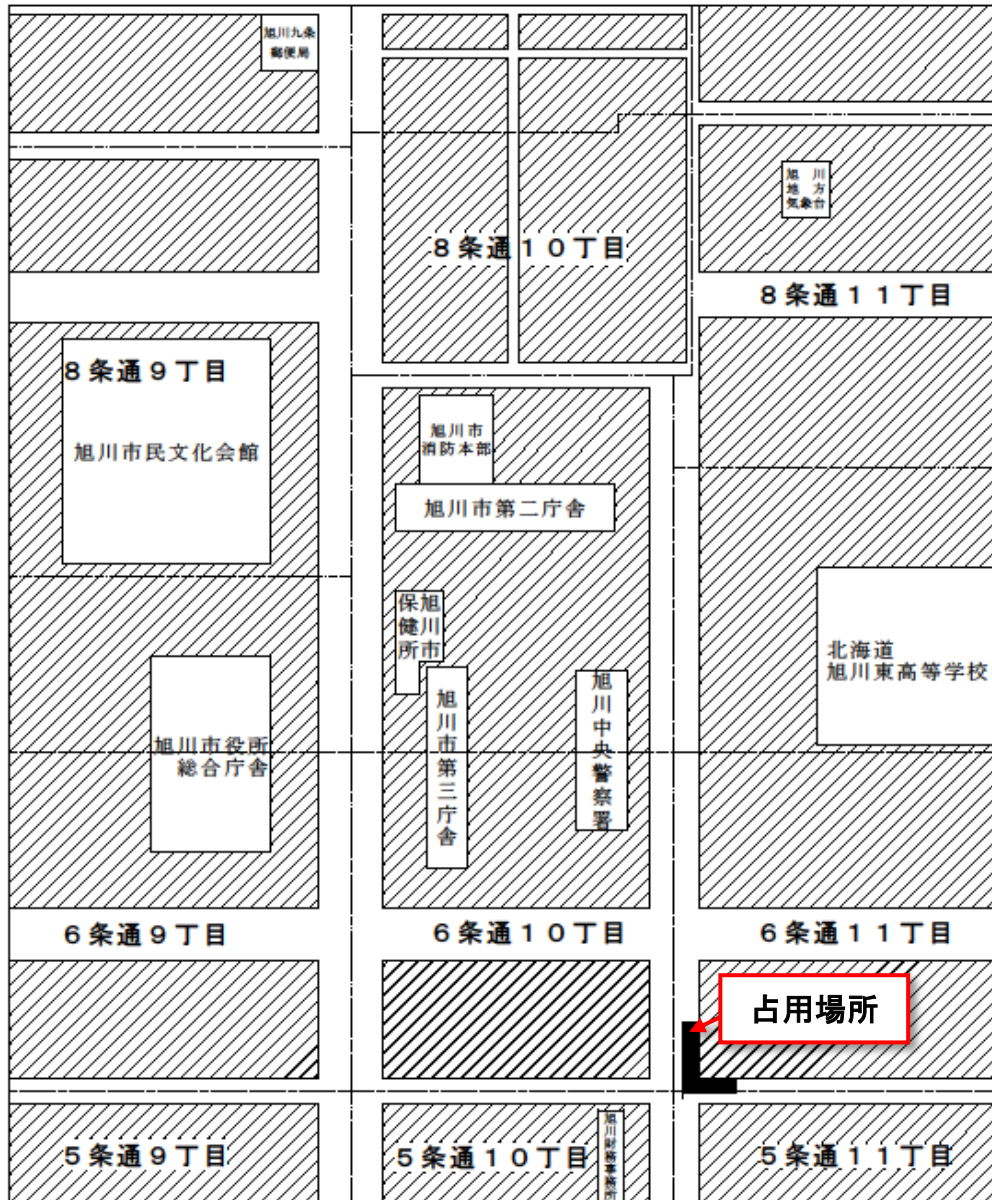 旭川九条
郵便局
旭川
地方
気象台
8条通10丁目
8条通11丁目
8条通9丁目
旭川市民文化会館
旭川市
消防本部
旭川市第二庁舎
旭川市
保健所
北海道
旭川東高等学校
旭川市役所
総合庁舎
旭川市第三庁舎
旭川中央警察署
6条通9丁目
6条通10丁目
6条通11丁目
占用場所
5条通9丁目
5条通10丁目
旭川財務事務所
5条通11丁目